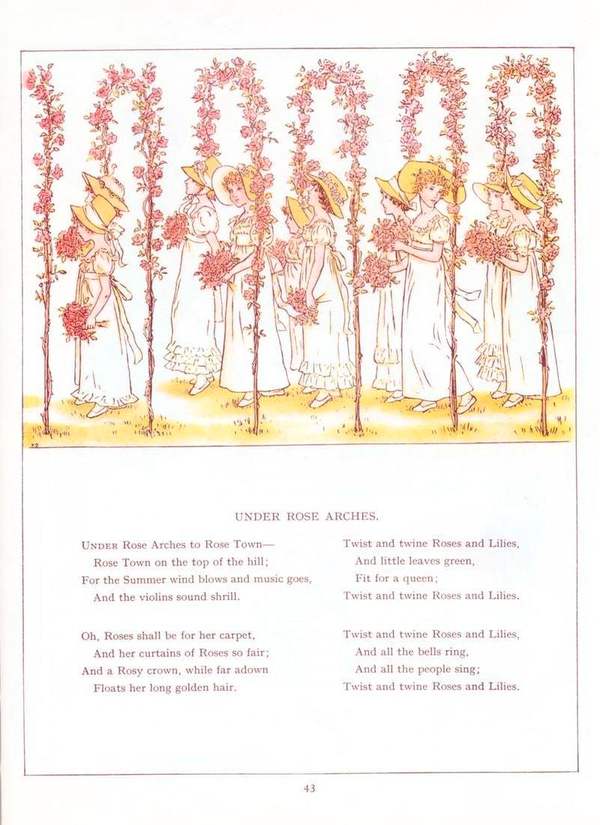 UNDER ROSE ARCHES.
UNDER Rose Arches to Rose Town—
Rose Town on the top of the hill;
For the Summer wind blows and music goes,
And the violins sound shrill.
Oh, Roses shall be for her carpet,
And her curtains of Roses so fair;
And a Rosy crown, while far adown
Floats her long golden hair.
Twist and twine Roses and Lilies,
And little leaves green,
Fit for a queen;
Twist and twine Roses and Lilies.
Twist and twine Roses and Lilies,
And all the bells ring,
And all the people sing;
Twist and twine Roses and Lilies.
43